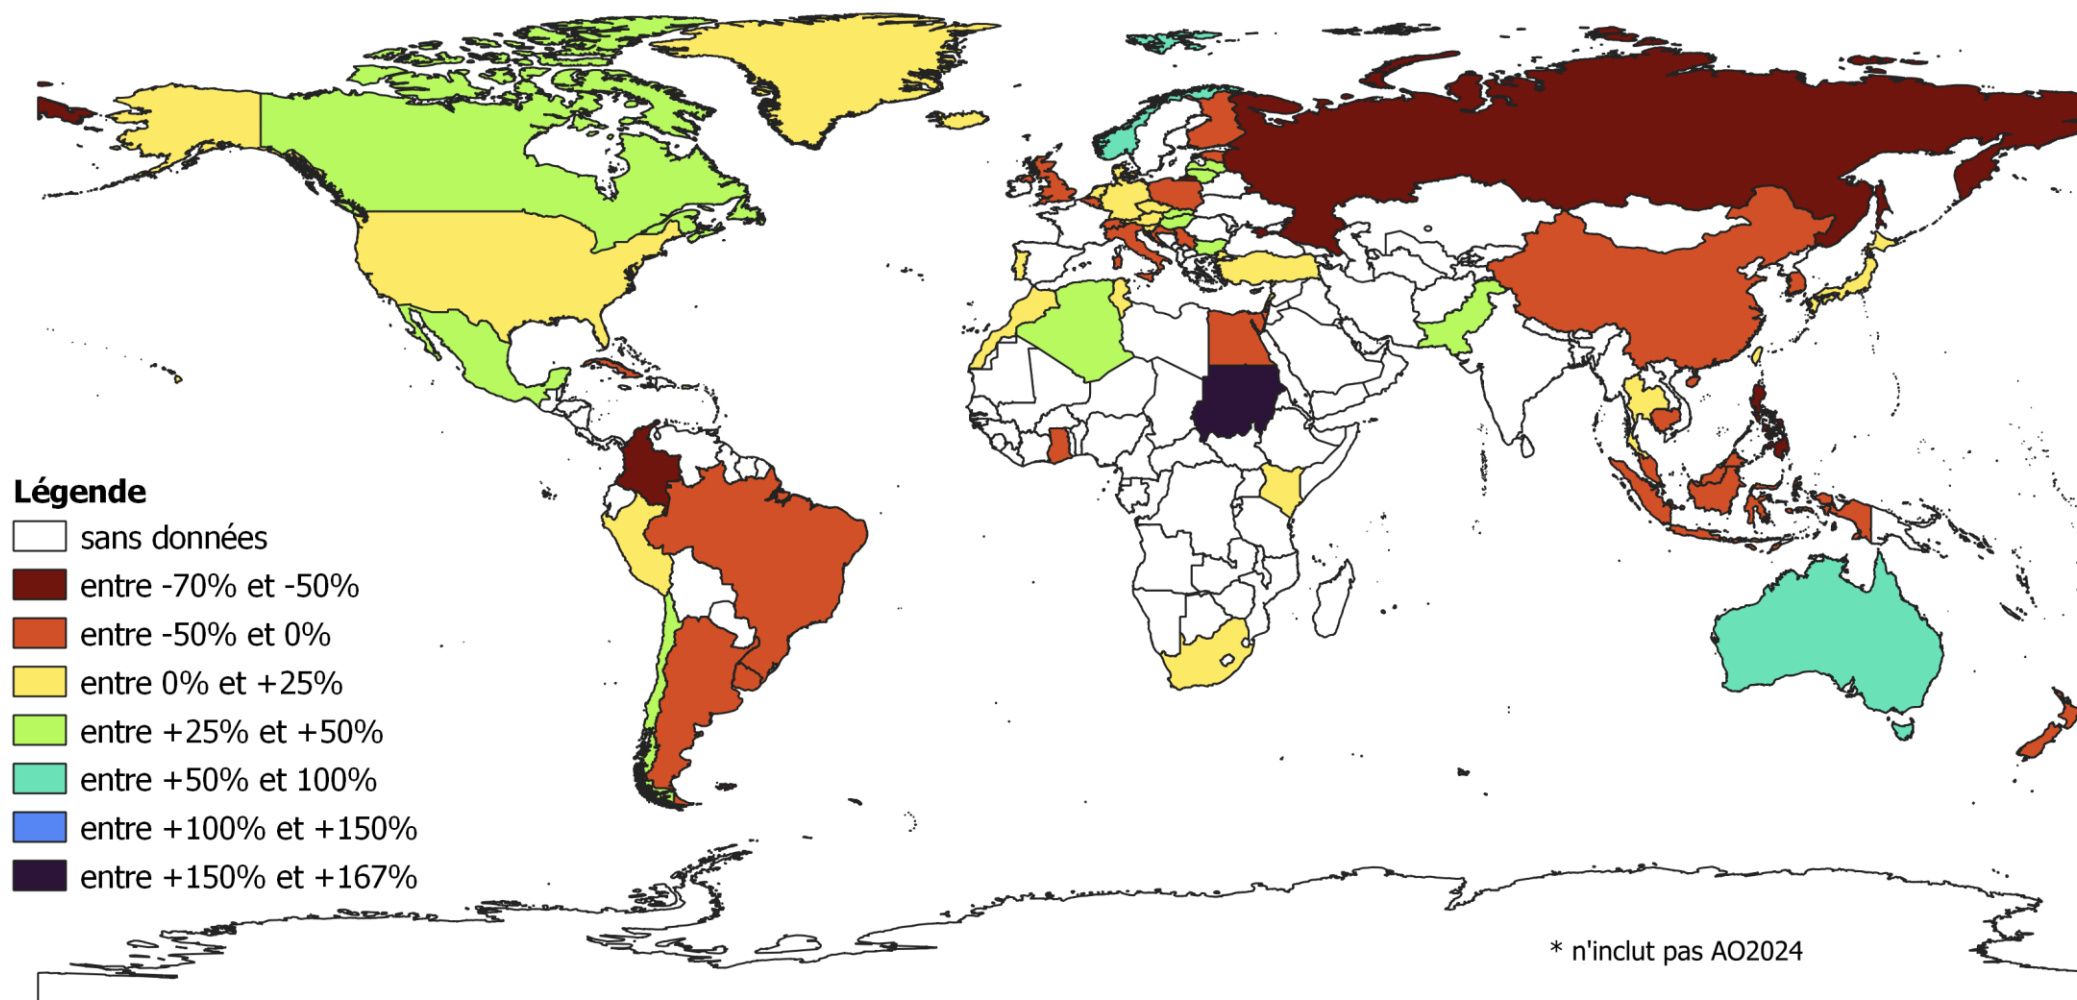 Légende
sans données
entre -70% et -50%
entre -50% et 0%
entre 0% et +25%
entre +25% et +50%
entre +50% et 100%
entre +100% et +150%
entre +150% et +167%
* n'inclut pas AO2024